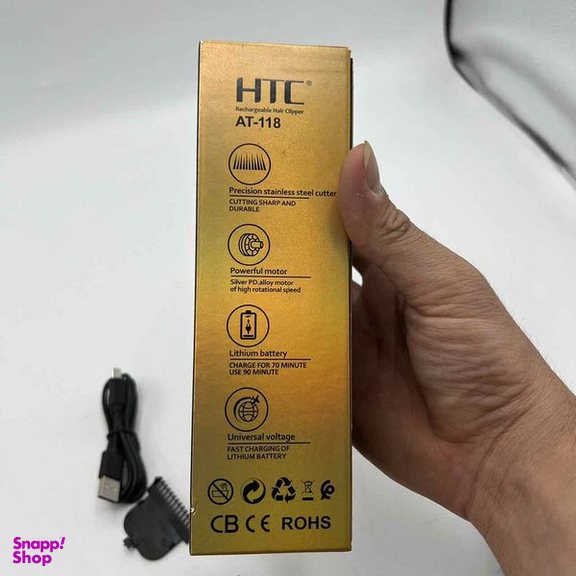 HTC®
Rechargeable Hair Clipper
AT-118
Precision stainless steel cutter
CUTTING SHARP AND
DURABLE
Powerful motor
Silver PD.alloy motor
of high rotational speed
Lithium battery
CHARGE FOR 70 MINUTE
USE 90 MINUTE
Universal voltage
FAST CHARGING OF
LITHIUM BATTERY
CB CE ROHS
Snapp!
Shop